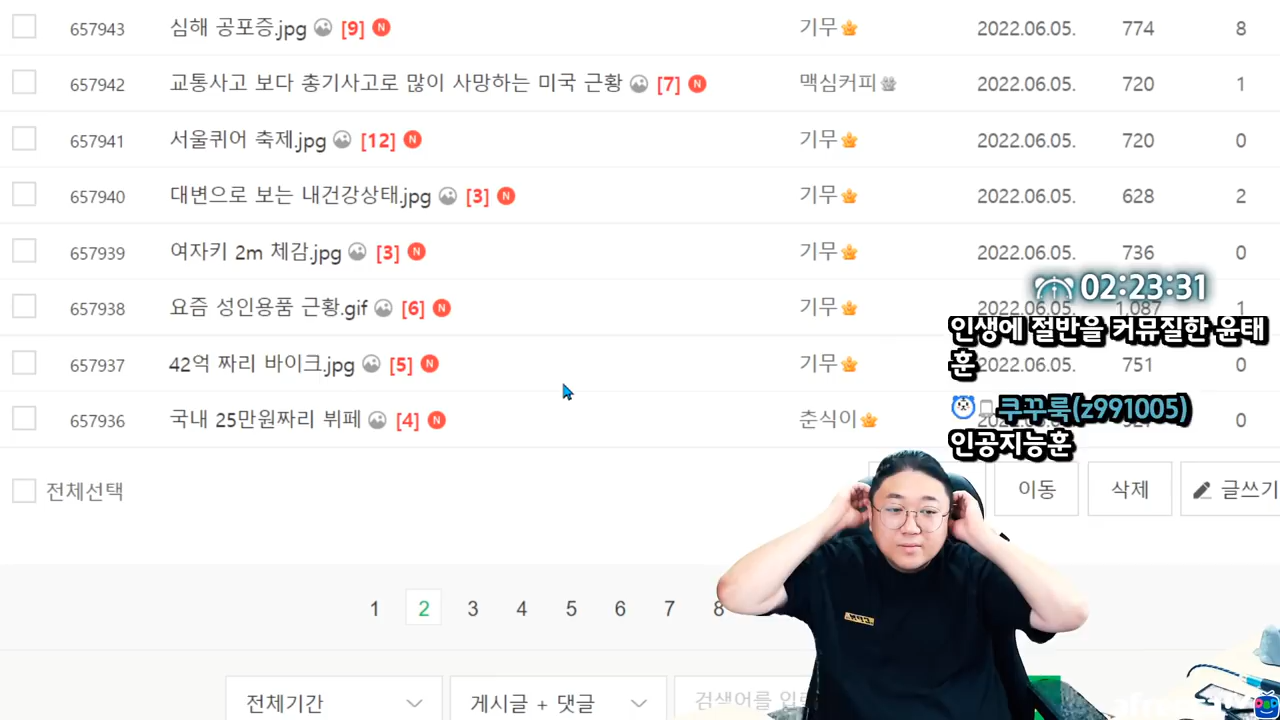 657943 심해 공포증.jpg [9] N 기무 2022.06.05. 774 8
657942 교통사고 보다 총기사고로 많이 사망하는 미국 근황 [7] N 맥심커피 2022.06.05. 720 1
657941 서울퀴어 축제.jpg [12] N 기무 2022.06.05. 720 0
657940 대변으로 보는 내건강상태.jpg [3] N 기무 2022.06.05. 628 2
657939 여자키 2m 체감.jpg [3] N 기무 2022.06.05. 736 0
02:23:31
657938 요즘 성인용품 근황.gif [6] N 기무 2022.06.05. 1,087 1
인생에 절반을 커뮤질한 윤태
훈
657937 42억 짜리 바이크.jpg [5] N 기무 2022.06.05. 751 0
쿠꾸룩(z991005)
657936 국내 25만원짜리 뷔페 [4] N 춘식이 0
인공지능훈
전체선택 이동 삭제 글쓰기
1 2 3 4 5 6 7 8
전체기간 게시글 + 댓글 검색어를